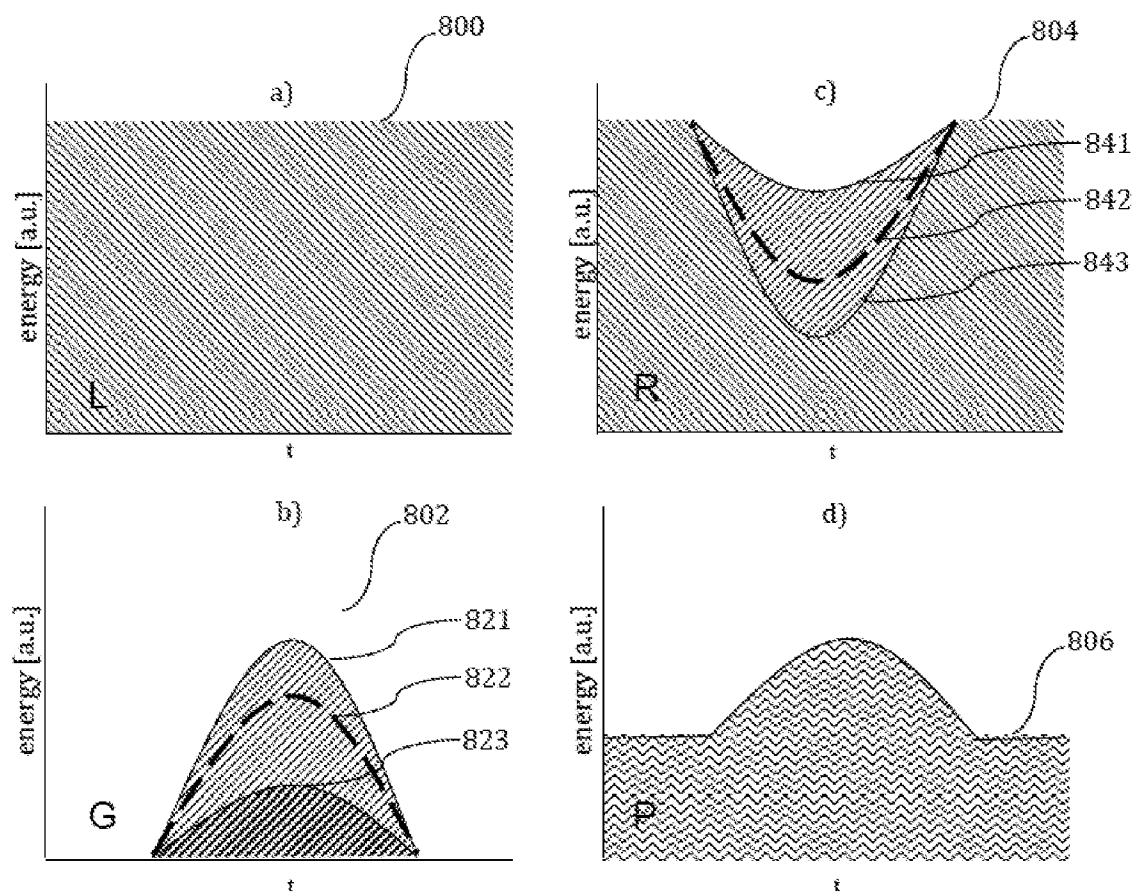 800
a)
energy [a.u.]
L
t
804
c)
841
842
843
energy [a.u.]
R
t
b)
802
821
822
823
energy [a.u.]
G
t
d)
806
energy [a.u.]
P
t